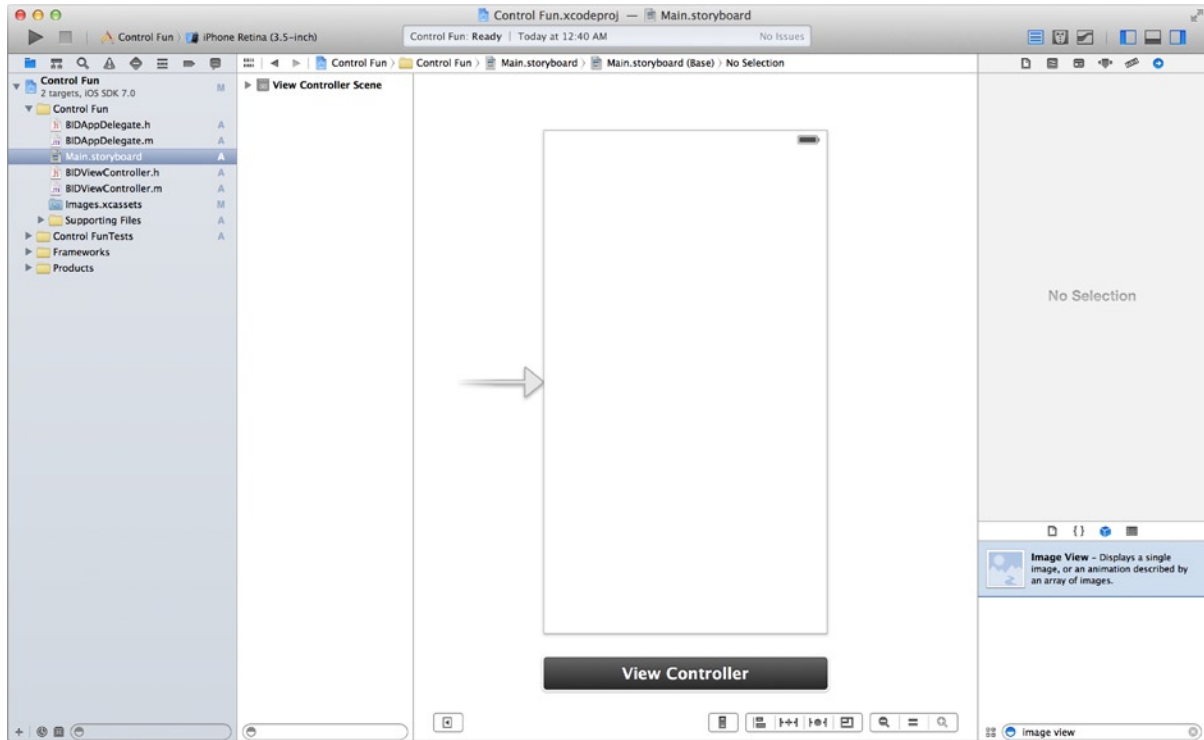 Control Fun.xcodeproj — Main.storyboard
Control Fun
iPhone Retina (3.5-inch)
Control Fun: Ready | Today at 12:40 AM
No Issues
Control Fun
Control Fun
Main.storyboard
Main.storyboard (Base)
No Selection
Control Fun
M
2 targets, iOS SDK 7.0
Control Fun
BIDAppDelegate.h
A
BIDAppDelegate.m
A
Main.storyboard
A
BIDViewController.h
A
BIDViewController.m
A
Images.xcassets
M
Supporting Files
A
Control FunTests
A
Frameworks
Products
View Controller Scene
View Controller
No Selection
{ }
Image View – Displays a single
image, or an animation described by
an array of images.
image view